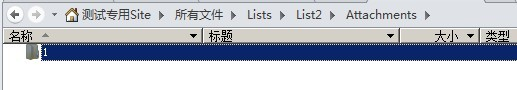 测试专用Site ▸ 所有文件 ▸ Lists ▸ List2 ▸ Attachments ▸
名称 标题 大小 类型
1